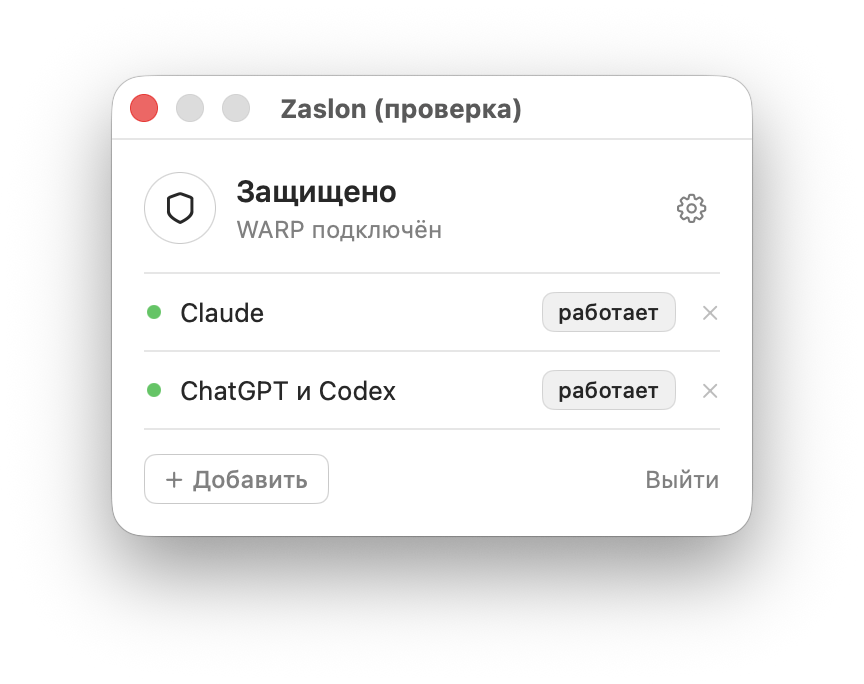 Zaslon (проверка)
Защищено
WARP подключён
Claude
работает
ChatGPT и Codex
работает
+ Добавить
Выйти